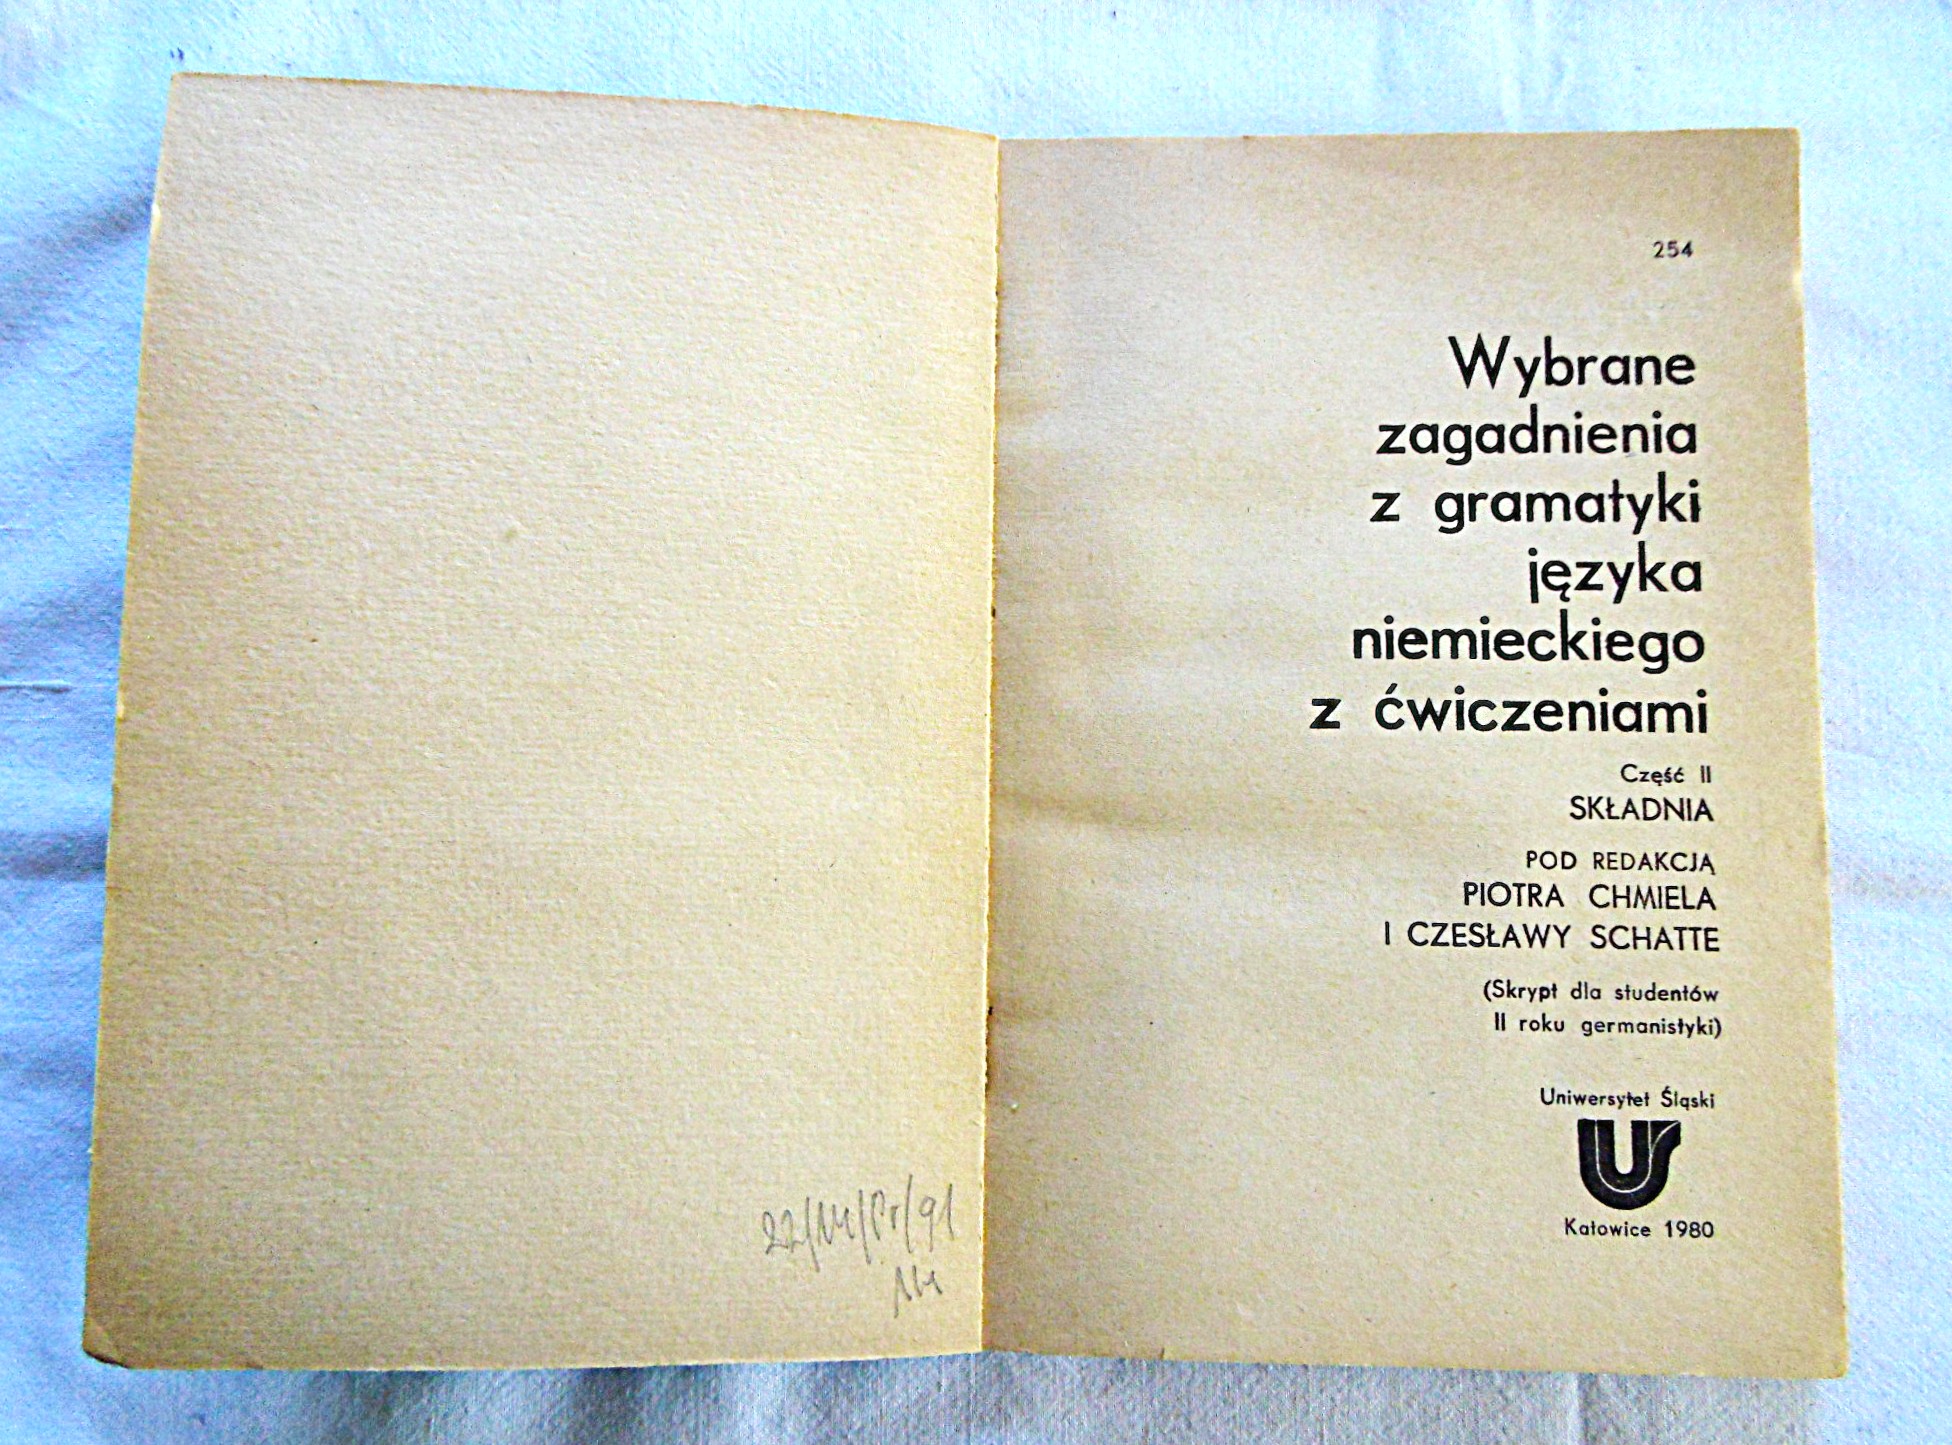 254
Wybrane
zagadnienia
z gramatyki
języka
niemieckiego
z ćwiczeniami
Część II
SKŁADNIA
POD REDAKCJĄ
PIOTRA CHMIELA
I CZESŁAWY SCHATTE
(Skrypt dla studentów
II roku germanistyki)
Uniwersytet Śląski
Katowice 1980